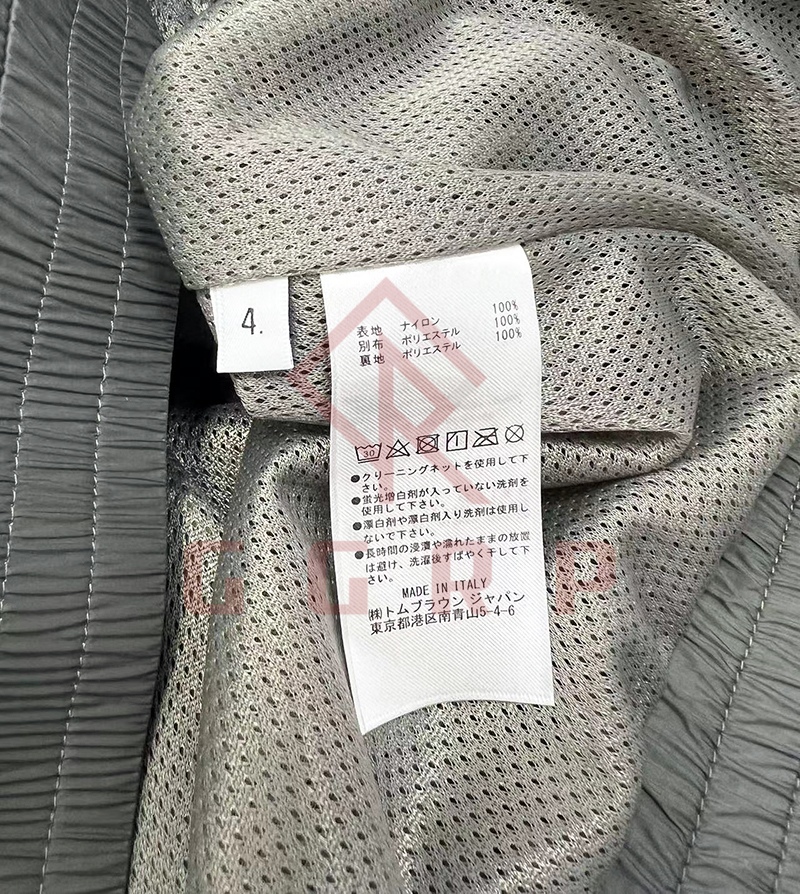 4.
表地 ナイロン 100%
別布 ポリエステル 100%
裏地 ポリエステル 100%
30
●クリーニングネットを使用して下
さい。
●蛍光増白剤が入っていない洗剤を
使用して下さい。
●漂白剤や漂白剤入り洗剤は使用し
ないで下さい。
●長時間の浸漬や濡れたままの放置
は避け、洗濯後すばやく干して下
さい。
MADE IN ITALY
㈱トムブラウン ジャパン
東京都港区南青山5-4-6